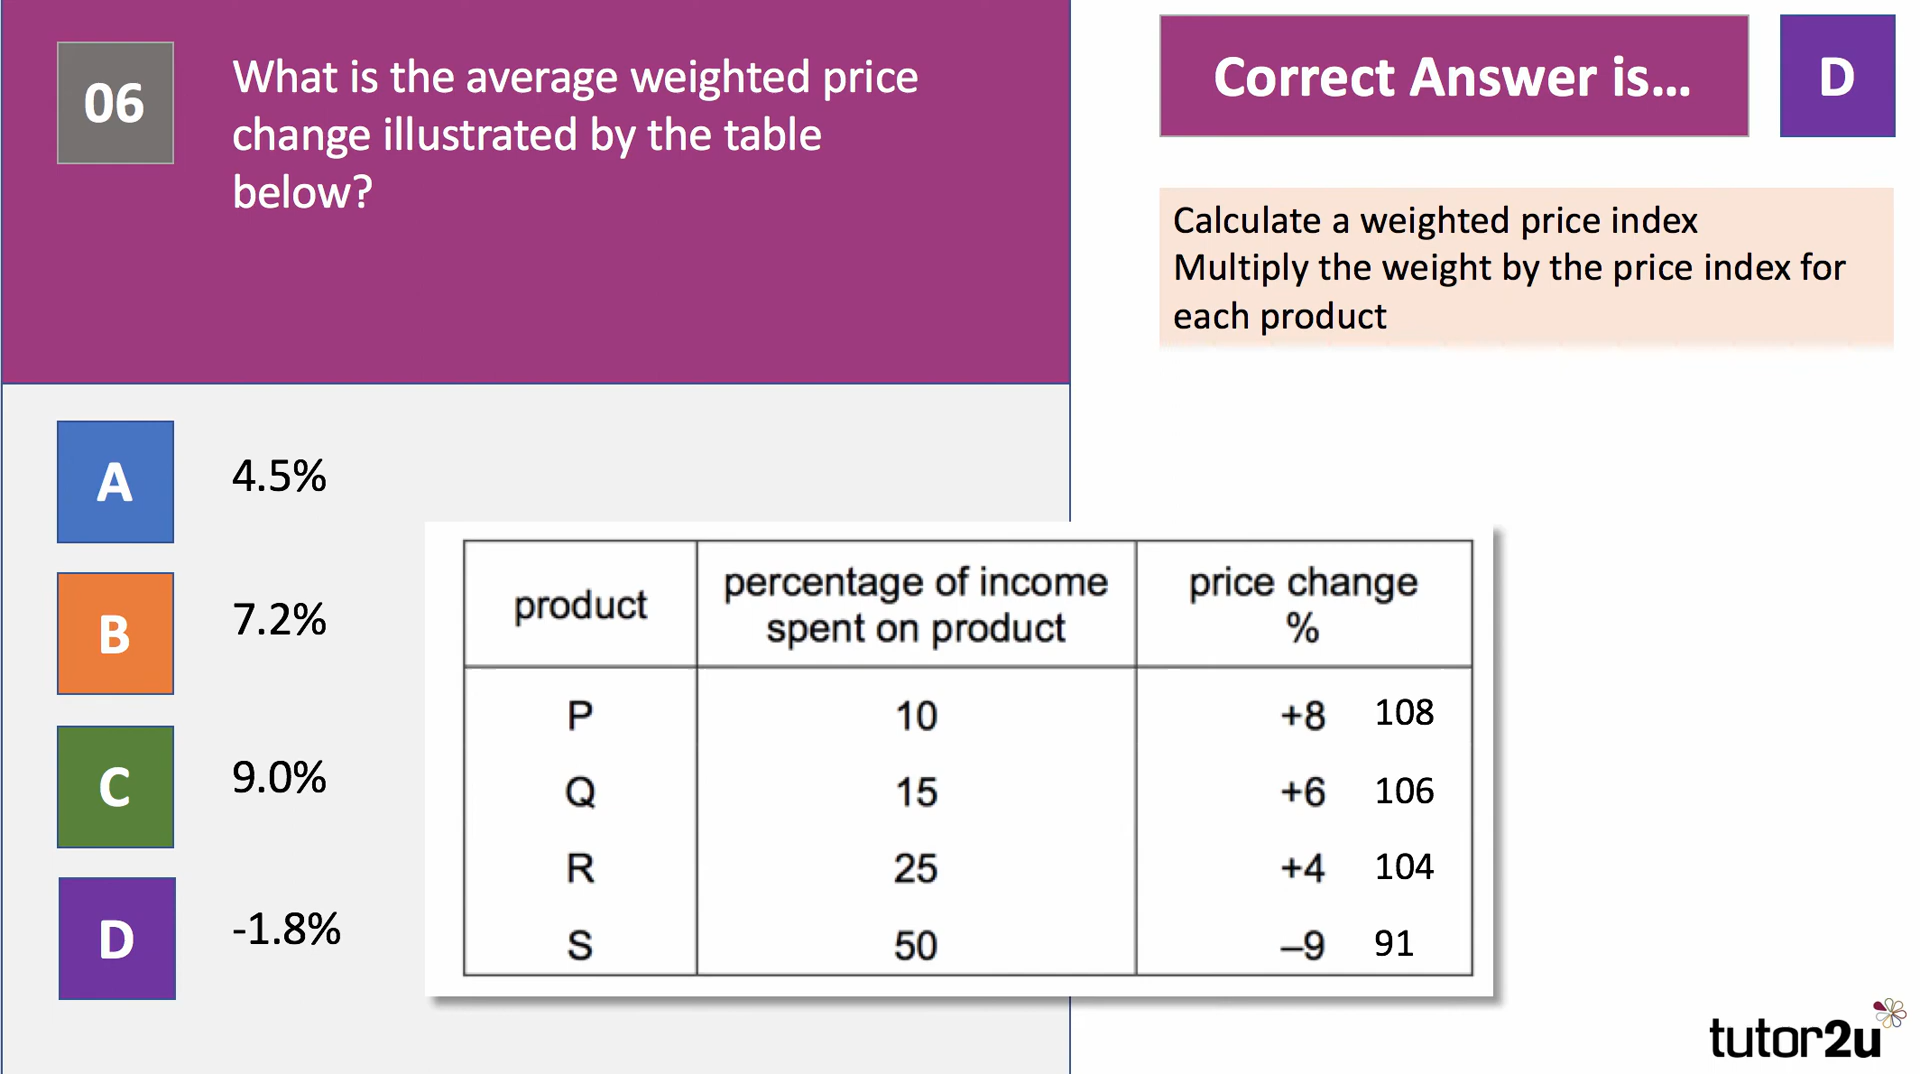 06
What is the average weighted price
change illustrated by the table
below?
Correct Answer is...
D
Calculate a weighted price index
Multiply the weight by the price index for
each product
A
4.5%
B
7.2%
C
9.0%
D
-1.8%
product
percentage of income
spent on product
price change
%
P 10 +8 108
Q 15 +6 106
R 25 +4 104
S 50 –9 91
tutor2u